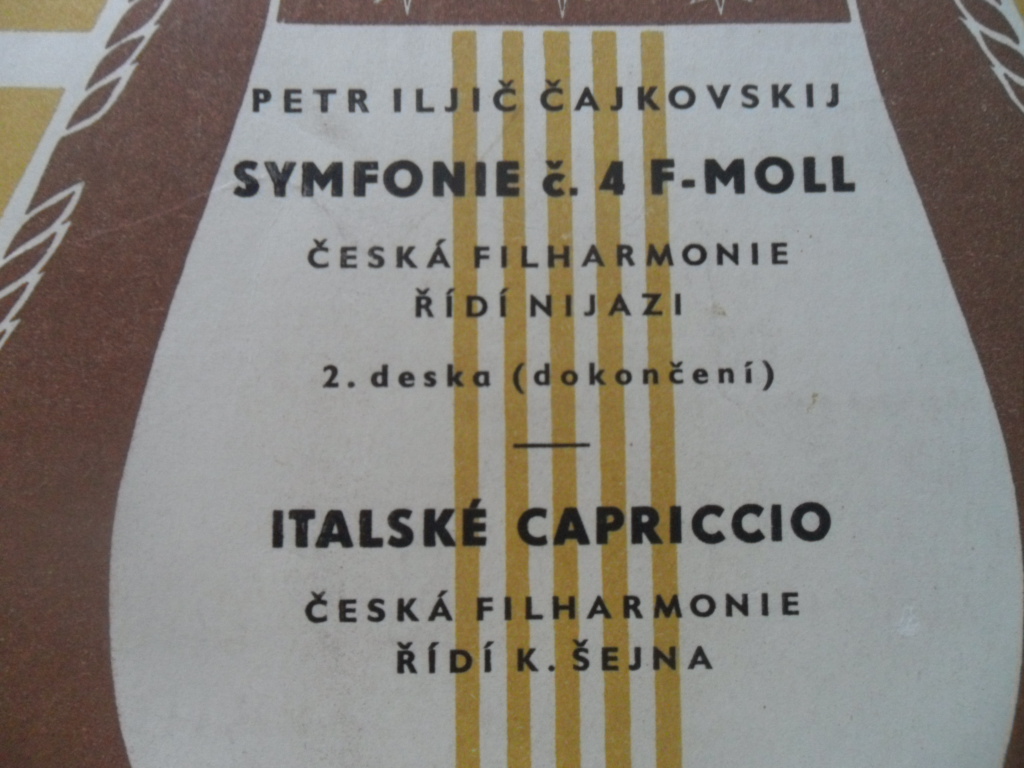 PETR ILJIČ ČAJKOVSKIJ
SYMFONIE č. 4 F-MOLL
ČESKÁ FILHARMONIE
ŘÍDÍ NIJAZI
2. deska (dokončení)
ITALSKÉ CAPRICCIO
ČESKÁ FILHARMONIE
ŘÍDÍ K. ŠEJNA